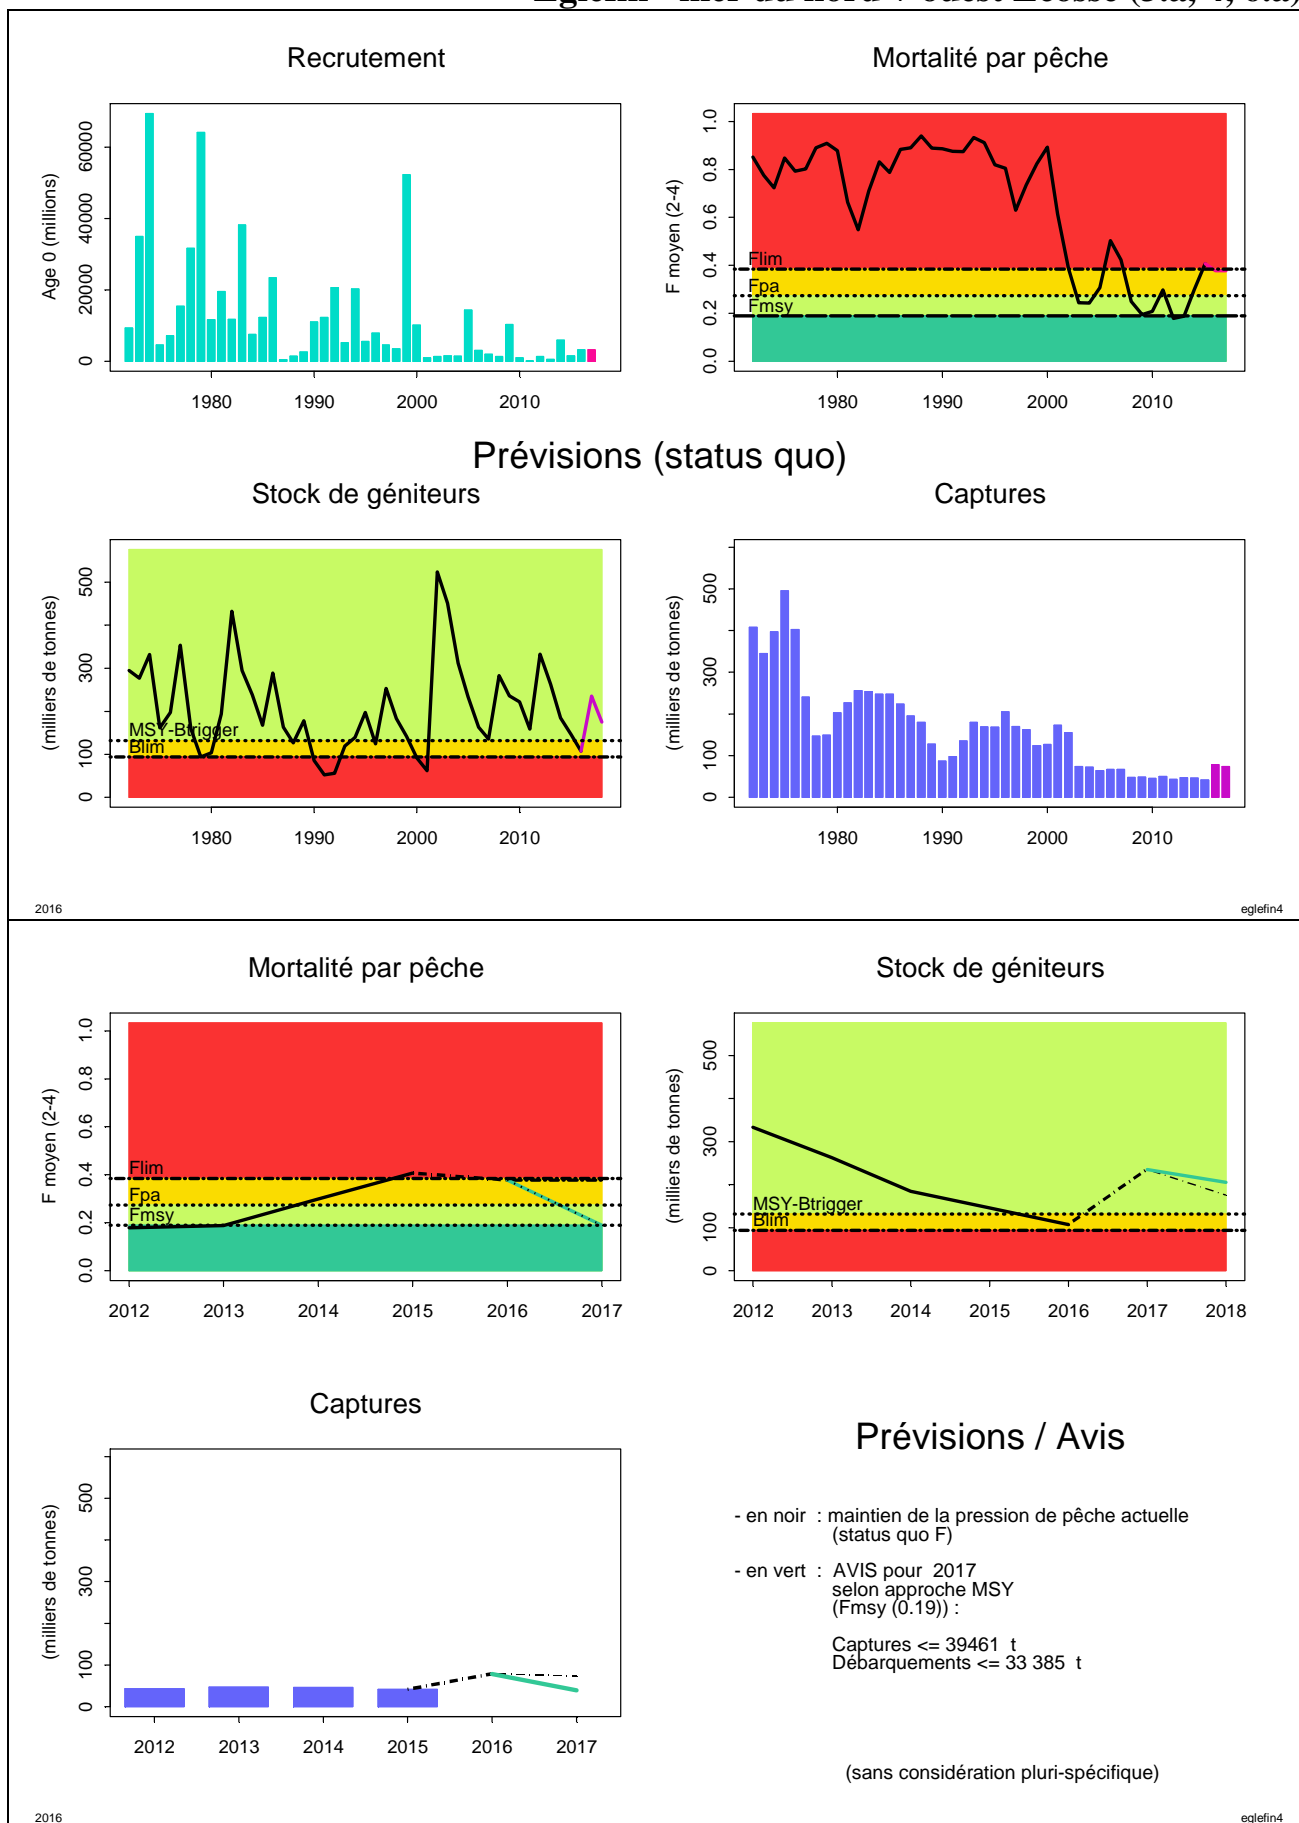 Recrutement
Age 0 (millions)
0 20000 40000 60000
1980 1990 2000 2010
Mortalité par pêche
F moyen (2-4)
0.0 0.2 0.4 0.6 0.8 1.0
Flim
Fpa
Fmsy
1980 1990 2000 2010
Prévisions (status quo)
Stock de géniteurs
(milliers de tonnes)
0 100 300 500
MSY-Btrigger
Blim
1980 1990 2000 2010
Captures
(milliers de tonnes)
0 100 300 500
1980 1990 2000 2010
2016
eglefin4
Mortalité par pêche
F moyen (2-4)
0.0 0.2 0.4 0.6 0.8 1.0
Flim
Fpa
Fmsy
2012 2013 2014 2015 2016 2017
Stock de géniteurs
(milliers de tonnes)
0 100 300 500
MSY-Btrigger
Blim
2012 2013 2014 2015 2016 2017 2018
Captures
(milliers de tonnes)
0 100 300 500
2012 2013 2014 2015 2016 2017
Prévisions / Avis
- en noir : maintien de la pression de pêche actuelle
(status quo F)
- en vert : AVIS pour 2017
selon approche MSY
(Fmsy (0.19)) :
Captures <= 39461 t
Débarquements <= 33 385 t
(sans considération pluri-spécifique)
2016
eglefin4